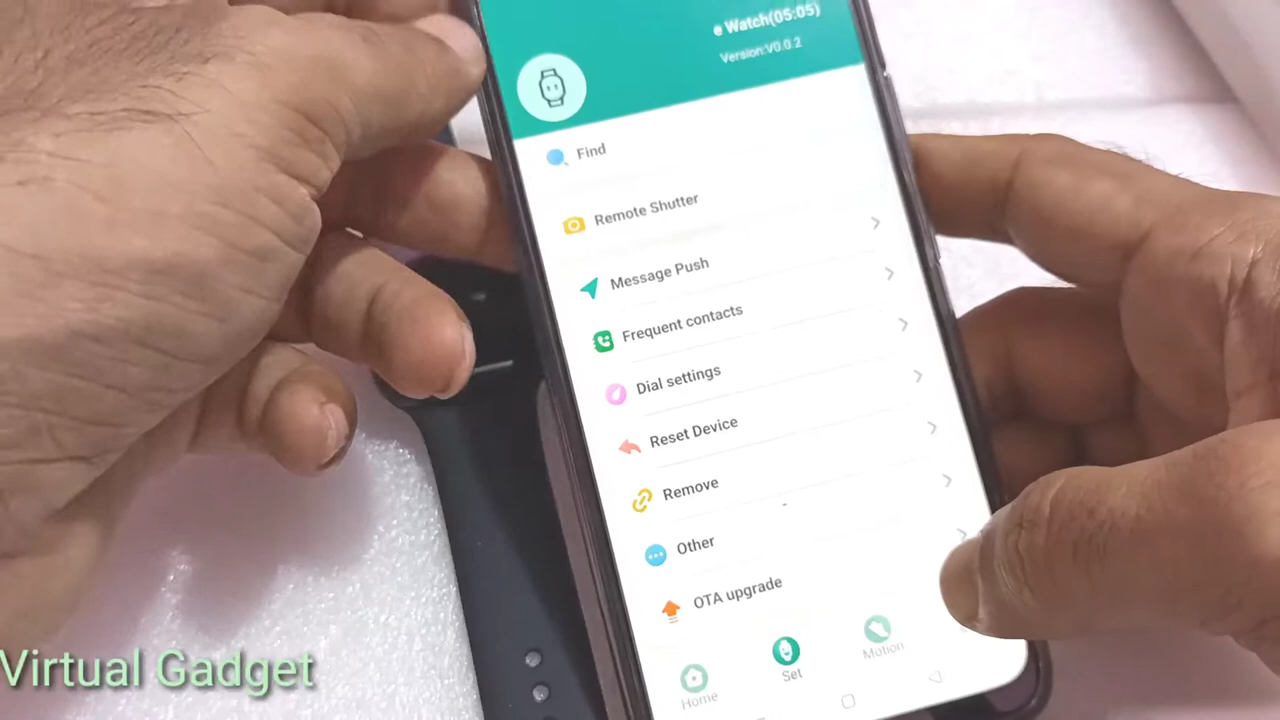 e Watch(05:05)
Version:V0.0.2
Find
Remote Shutter
Message Push
Frequent contacts
Dial settings
Reset Device
Remove
Other
OTA upgrade
Home
Set
Motion
Virtual Gadget